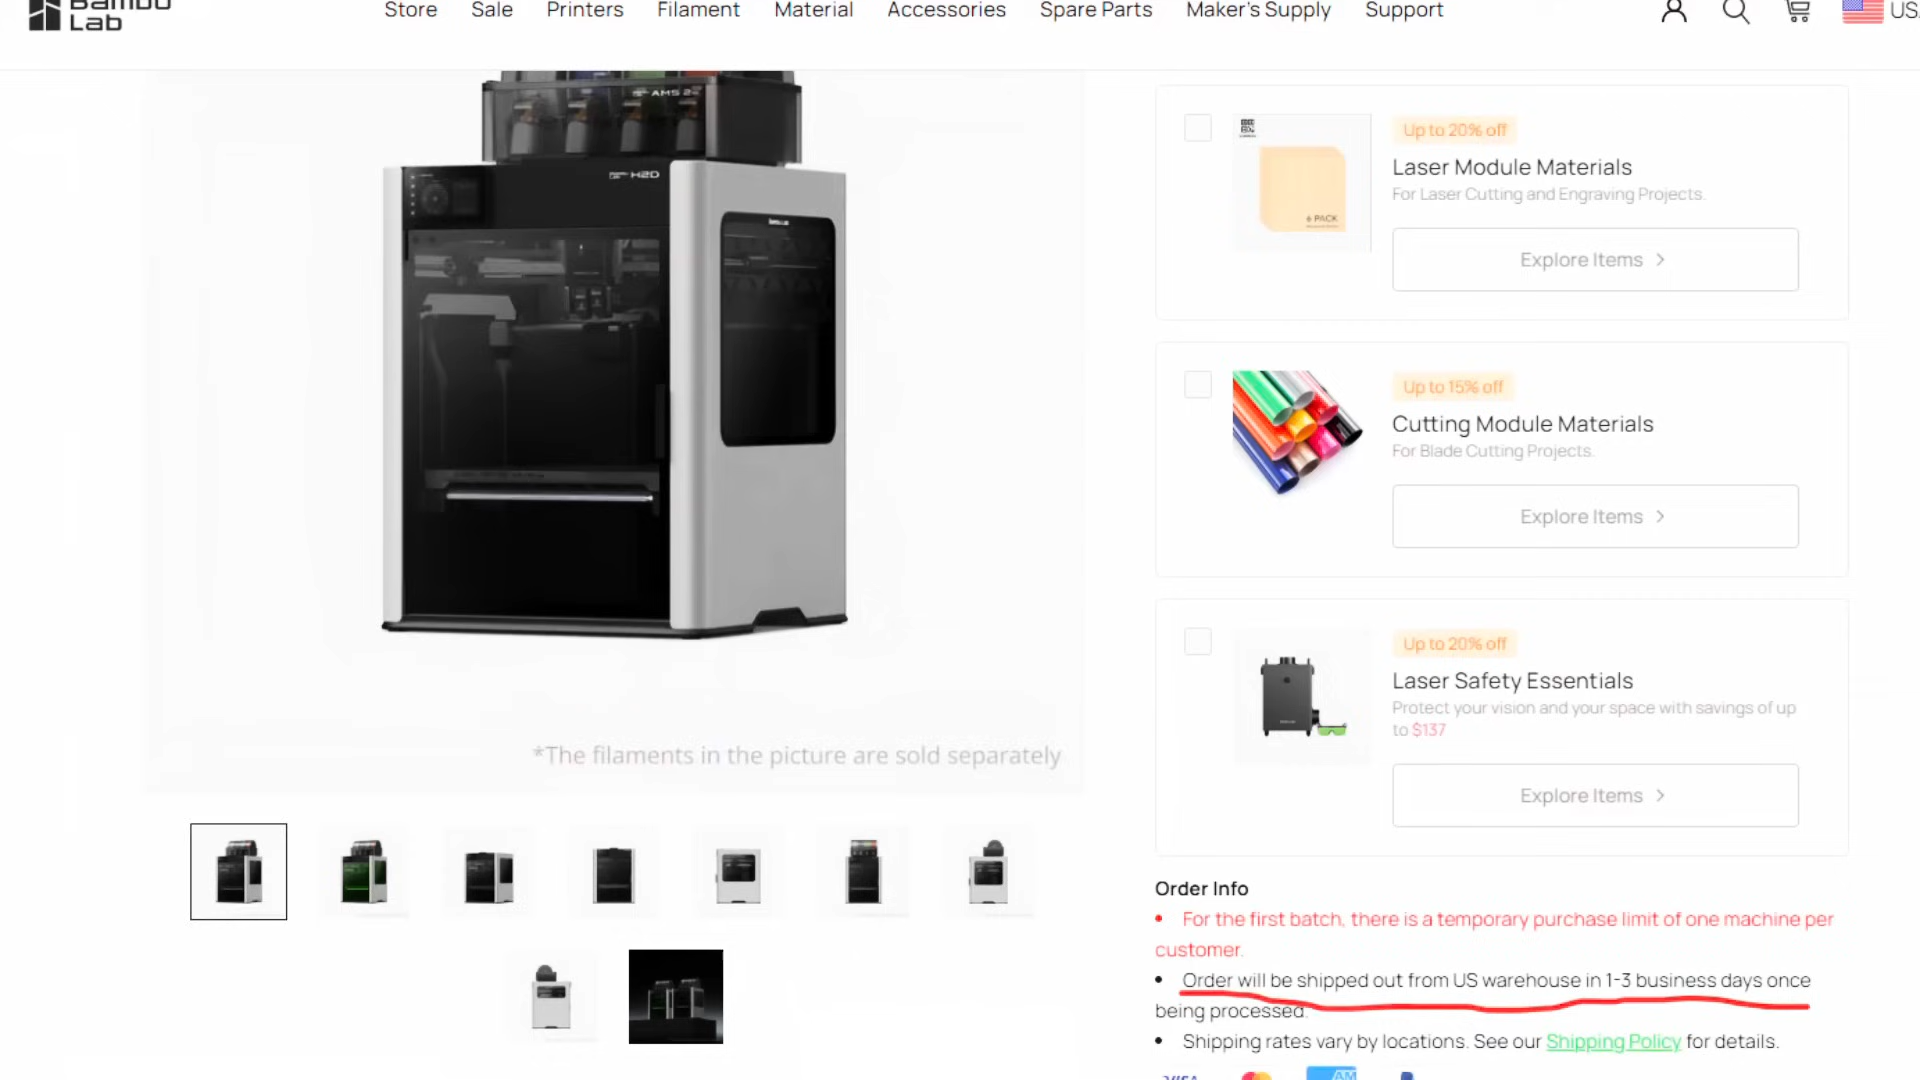 Bambu
Lab
Store Sale Printers Filament Material Accessories Spare Parts Maker's Supply Support
US
AMS 2
H2D
*The filaments in the picture are sold separately
Up to 20% off
Laser Module Materials
For Laser Cutting and Engraving Projects.
6 PACK
Explore Items >
Up to 15% off
Cutting Module Materials
For Blade Cutting Projects.
Explore Items >
Up to 20% off
Laser Safety Essentials
Protect your vision and your space with savings of up
to $137
Explore Items >
Order Info
• For the first batch, there is a temporary purchase limit of one machine per
customer.
• Order will be shipped out from US warehouse in 1-3 business days once
being processed.
• Shipping rates vary by locations. See our Shipping Policy for details.
VISA
AM